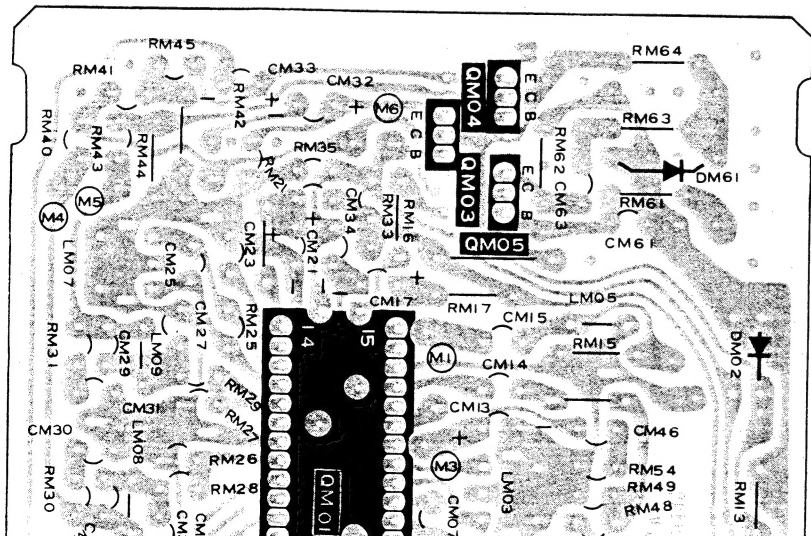 RM45
RM64
RM41
CM33
CM32
QM04
E C B
RM42
M6
E C B
RM63
RM40
RM43
RM44
RM35
RM62
RM21
QM03
E C B
CM63
DM61
M5
RM61
M4
CM34
RM33
RM16
CM61
LM07
CM23
CM21
QM05
CM25
CM17
LM05
CM27
RM17
CM15
RM31
RM25
14
15
DM02
CM29
LM09
M1
RM15
CM14
RM29
CM31
CM13
CM30
LM08
RM27
CM46
RM26
M3
RM54
RM30
RM28
QM01
LM03
RM49
RM48
RM13
CM07